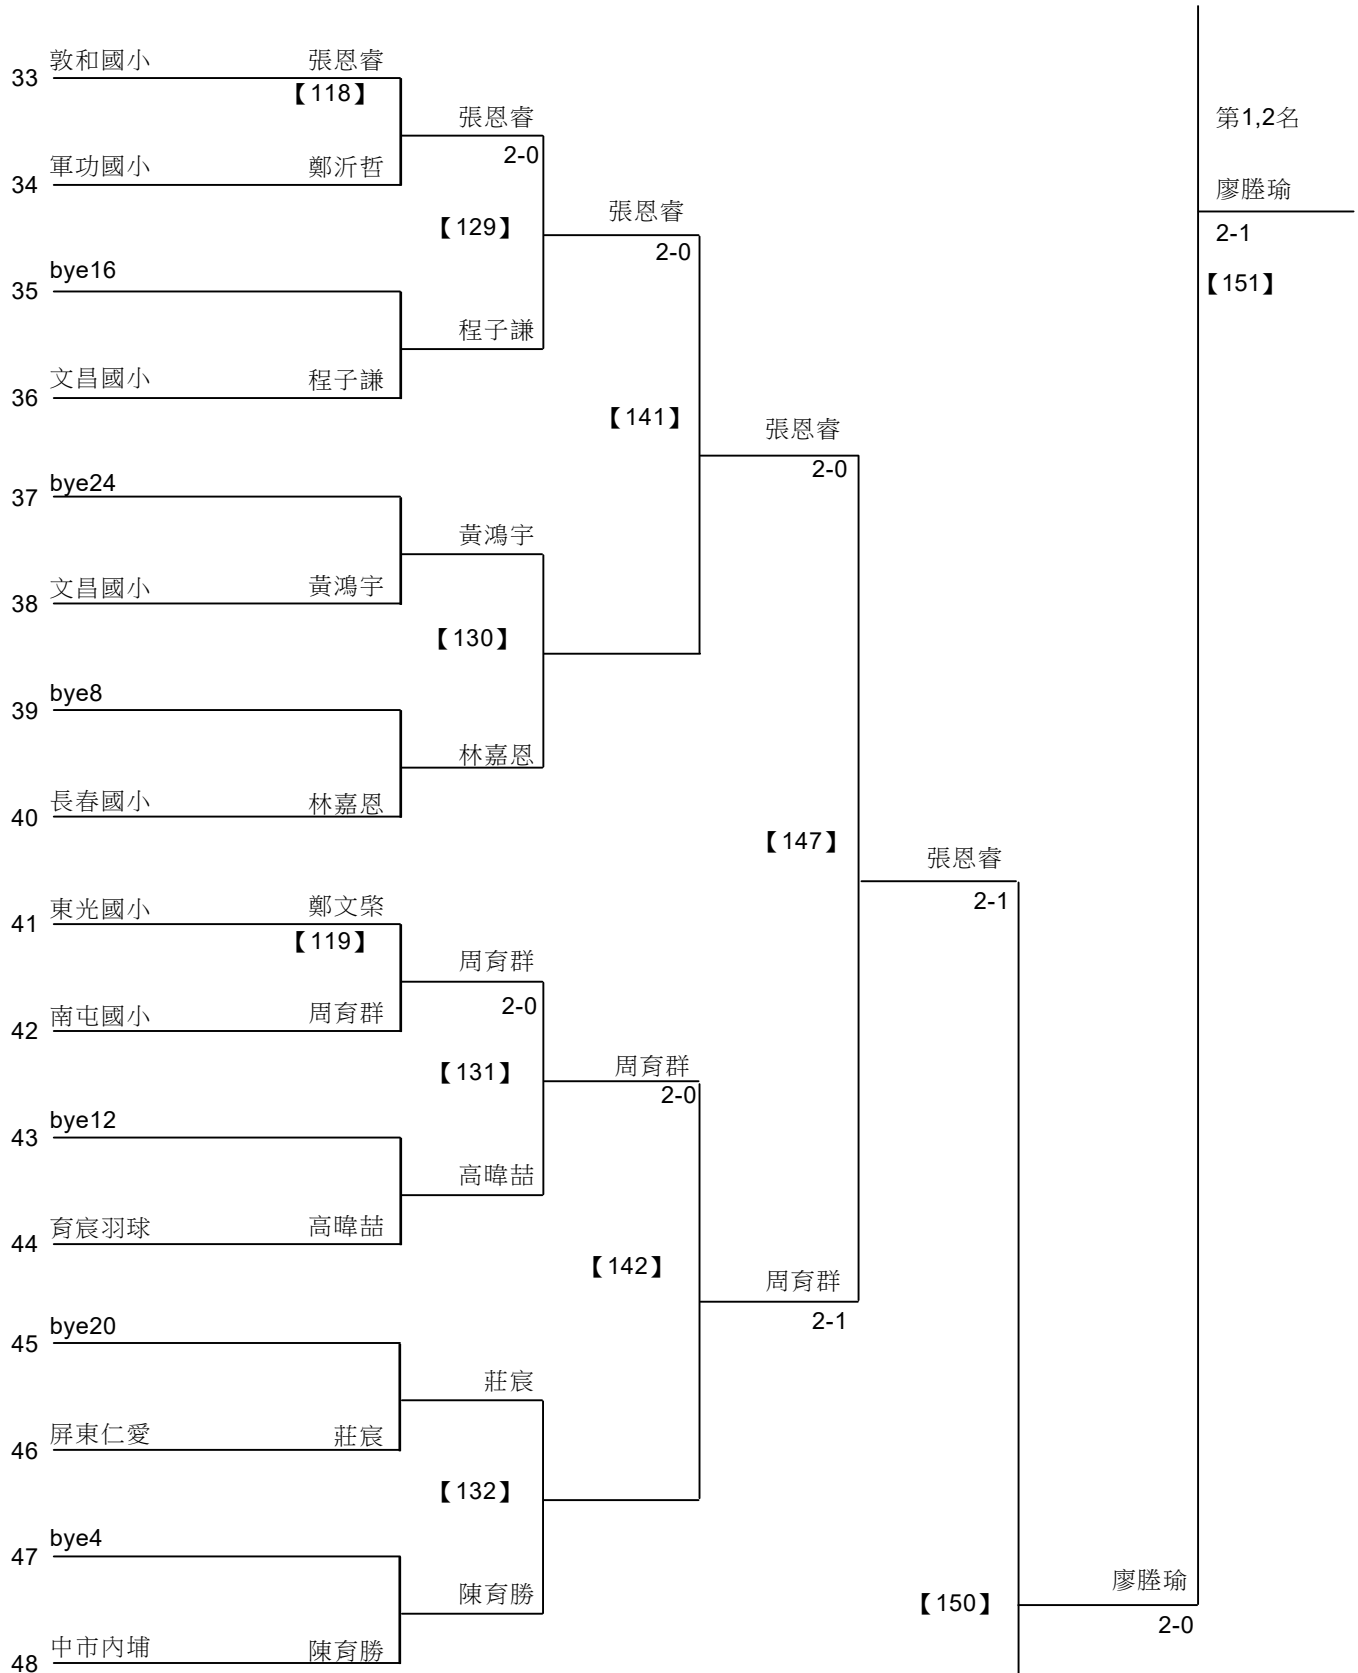 敦和國小 張恩睿
33
【118】
張恩睿
第1,2名
2-0
軍功國小 鄭沂哲
34
廖塍瑜
張恩睿
【129】
2-1
2-0
bye16
【151】
35
程子謙
文昌國小 程子謙
36
【141】
張恩睿
2-0
bye24
37
黃鴻宇
文昌國小 黃鴻宇
38
【130】
bye8
39
林嘉恩
長春國小 林嘉恩
40
【147】
張恩睿
2-1
東光國小 鄭文棨
41
【119】
周育群
2-0
南屯國小 周育群
42
【131】
周育群
2-0
bye12
43
高暐喆
育宸羽球 高暐喆
44
【142】
周育群
2-1
bye20
45
莊宸
屏東仁愛 莊宸
46
【132】
bye4
47
廖塍瑜
陳育勝
【150】
2-0
中市內埔 陳育勝
48